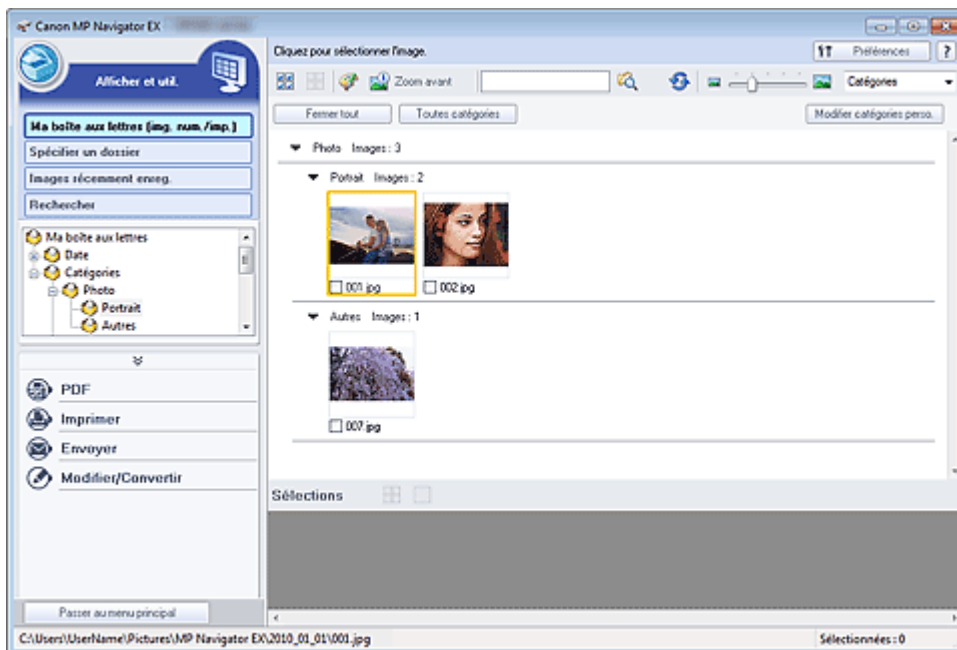 Canon MP Navigator EX
Afficher et util.
Ma boîte aux lettres (img. num./imp.)
Spécifier un dossier
Images récemment enreg.
Rechercher
Ma boîte aux lettres
Date
Catégories
Photo
Portrait
Autres
PDF
Imprimer
Envoyer
Modifier/Convertir
Passer au menu principal
Cliquez pour sélectionner l'image.
Préférences
?
Zoom avant
Catégories
Fermer tout
Toutes catégories
Modifier catégories perso.
Photo Images : 3
Portrait Images : 2
001.jpg
002.jpg
Autres Images : 1
007.jpg
Sélections
C:\Users\UserName\Pictures\MP Navigator EX\2010_01_01\001.jpg
Sélectionnées : 0